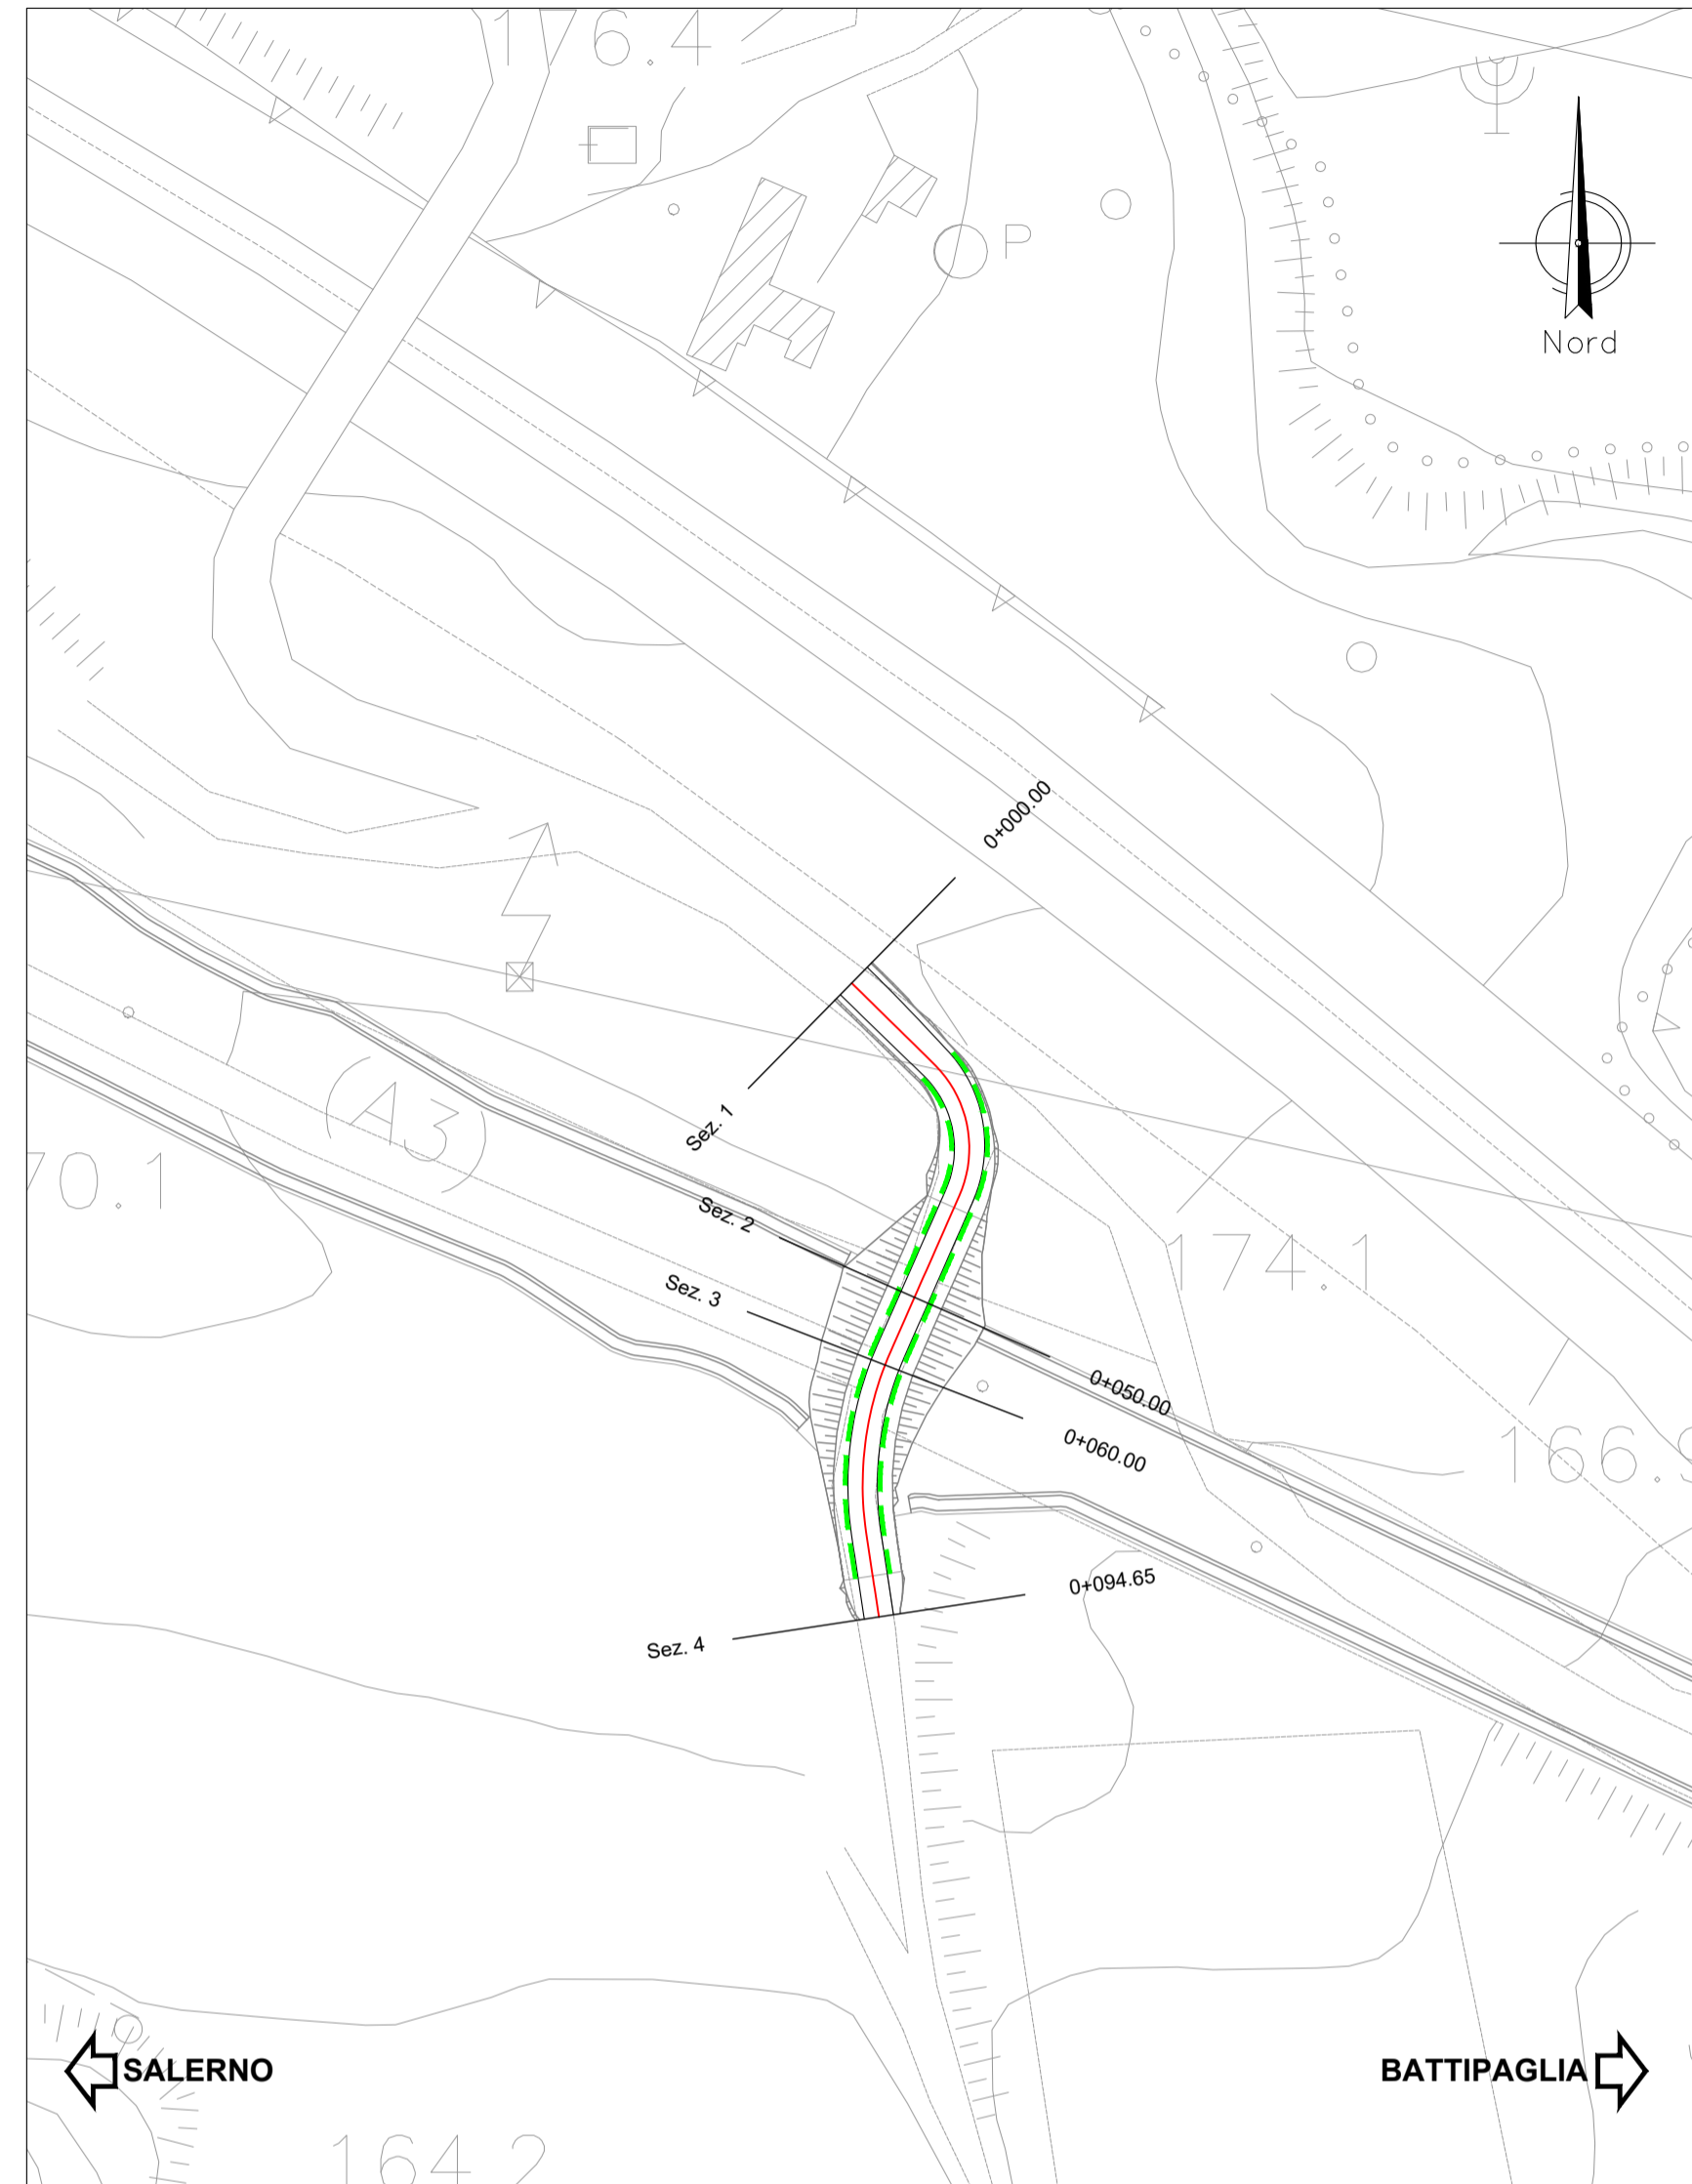 176.4
P
Nord
0+000.00
(A3)
Sez. 1
70.1
Sez. 2
174.1
Sez. 3
0+050.00
0+060.00
166.9
0+094.65
Sez. 4
SALERNO
BATTIPAGLIA
164.2